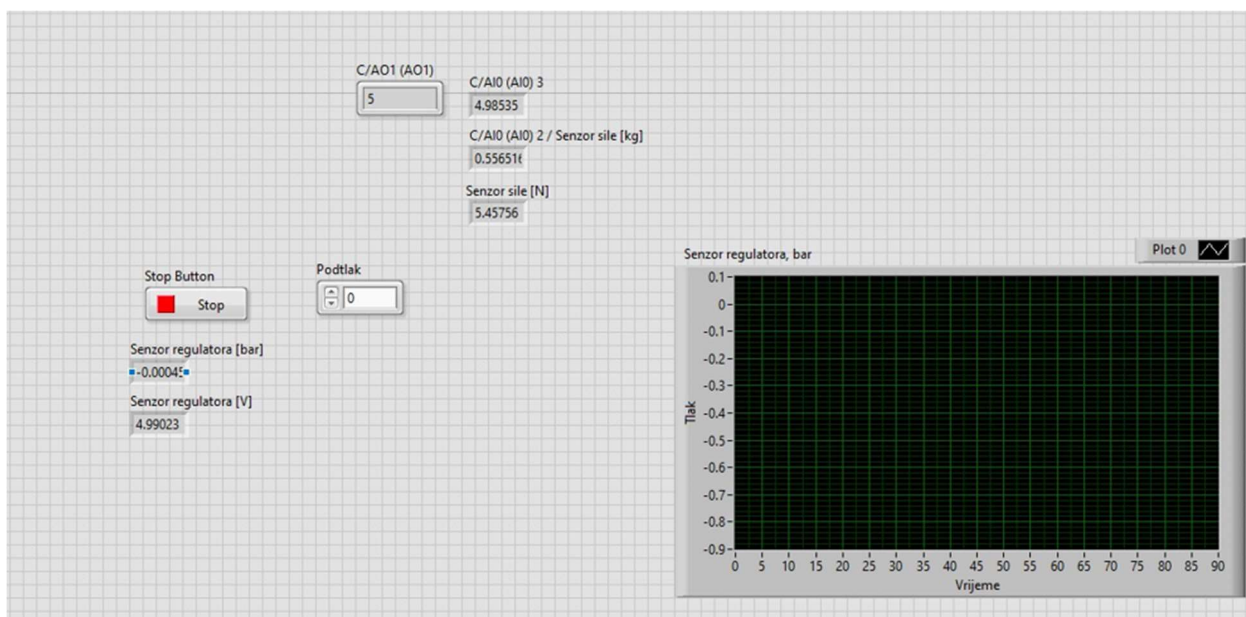 C/AO1 (AO1)
5
C/AI0 (AI0) 3
4.98535
C/AI0 (AI0) 2 / Senzor sile [kg]
Senzor sile [N]
5.45756
Stop Button
Stop
Podtlak
0
Senzor regulatora [bar]
Senzor regulatora [V]
4.99023
Senzor regulatora, bar
Plot 0
0.1
0
-0.1
-0.2
-0.3
-0.4
-0.5
-0.6
-0.7
-0.8
-0.9
Tlak
0 5 10 15 20 25 30 35 40 45 50 55 60 65 70 75 80 85 90
Vrijeme